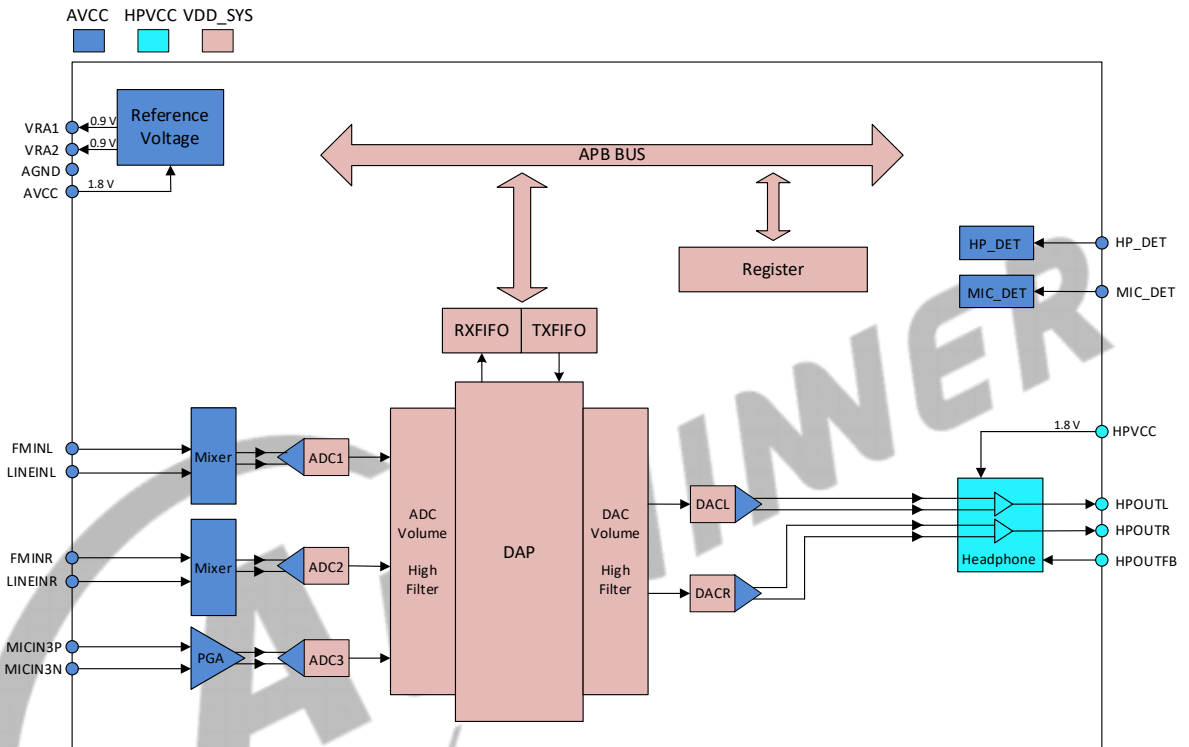 AVCC HPVCC VDD_SYS
Reference
Voltage
VRA1
0.9 V
VRA2
0.9 V
AGND
AVCC
1.8 V
APB BUS
Register
HP_DET
HP_DET
MIC_DET
MIC_DET
RXFIFO
TXFIFO
FMINL
LINEINL
Mixer
ADC1
FMINR
LINEINR
Mixer
ADC2
MICIN3P
MICIN3N
PGA
ADC3
ADC
Volume
High
Filter
DAP
DAC
Volume
High
Filter
DACL
DACR
1.8 V
HPVCC
HPOUTL
HPOUTR
Headphone
HPOUTFB